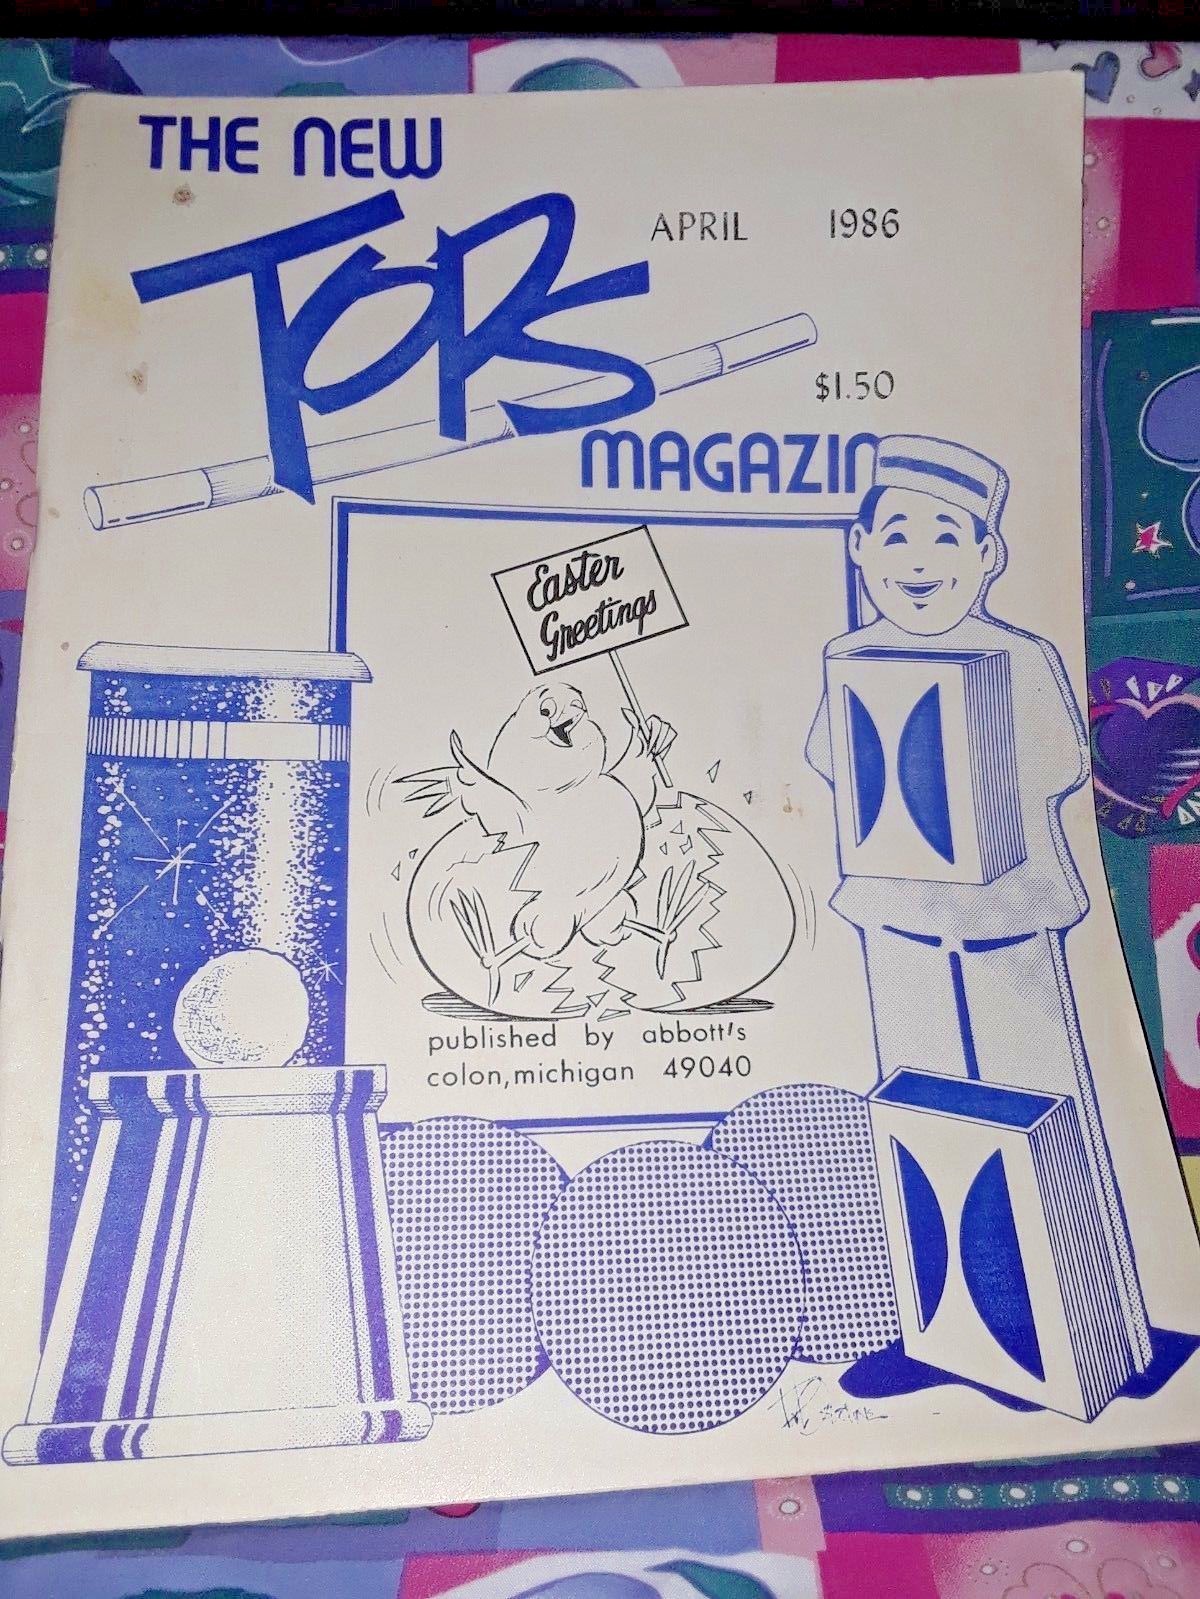 THE NEW
TOPS
APRIL 1986
$1.50
MAGAZIN
Easter
Greetings
published by abbott's
colon, michigan 49040